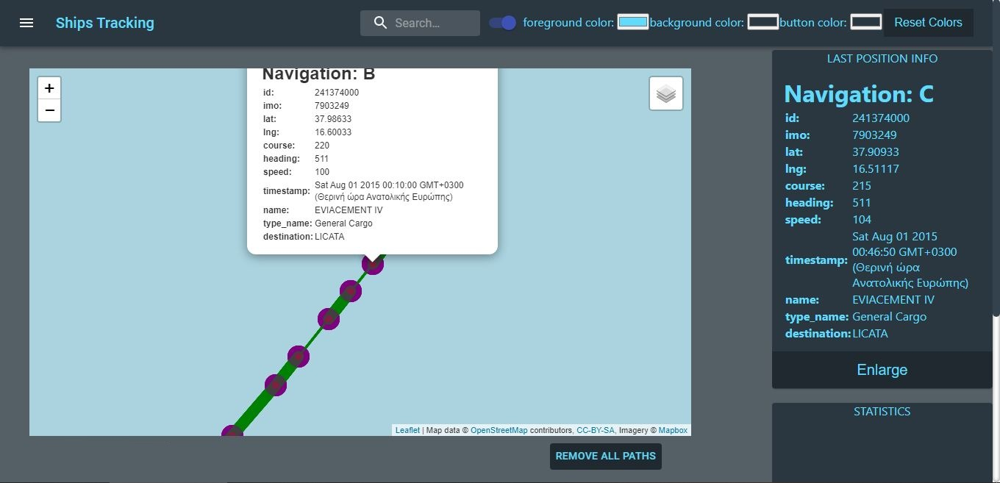 Ships Tracking
Search…
foreground color:
background color:
button color:
Reset Colors
+
−
Navigation: B
id: 241374000
imo: 7903249
lat: 37.98633
lng: 16.60033
course: 220
heading: 511
speed: 100
timestamp: Sat Aug 01 2015 00:10:00 GMT+0300
(Θερινή ώρα Ανατολικής Ευρώπης)
name: EVIACEMENT IV
type_name: General Cargo
destination: LICATA
Leaflet | Map data © OpenStreetMap contributors, CC-BY-SA, Imagery © Mapbox
REMOVE ALL PATHS
LAST POSITION INFO
Navigation: C
id: 241374000
imo: 7903249
lat: 37.90933
lng: 16.51117
course: 215
heading: 511
speed: 104
timestamp: Sat Aug 01 2015
00:46:50 GMT+0300
(Θερινή ώρα
Ανατολικής Ευρώπης)
name: EVIACEMENT IV
type_name: General Cargo
destination: LICATA
Enlarge
STATISTICS